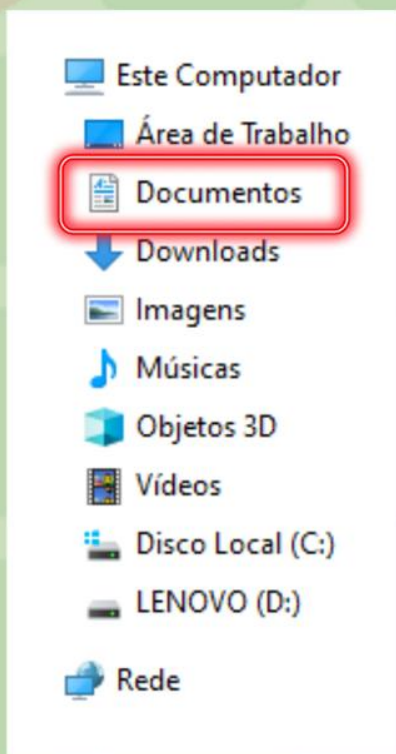 Este Computador
Área de Trabalho
Documentos
Downloads
Imagens
Músicas
Objetos 3D
Vídeos
Disco Local (C:)
LENOVO (D:)
Rede